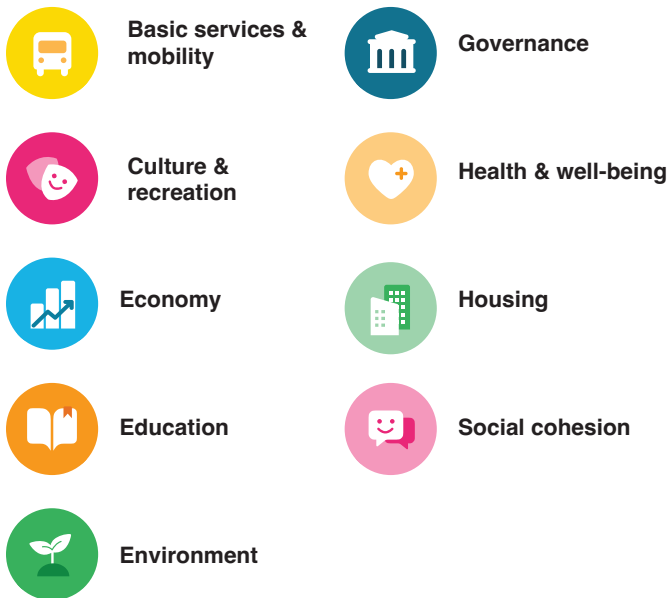 Basic services &
mobility
Culture &
recreation
Economy
Education
Environment
Governance
Health & well-being
Housing
Social cohesion